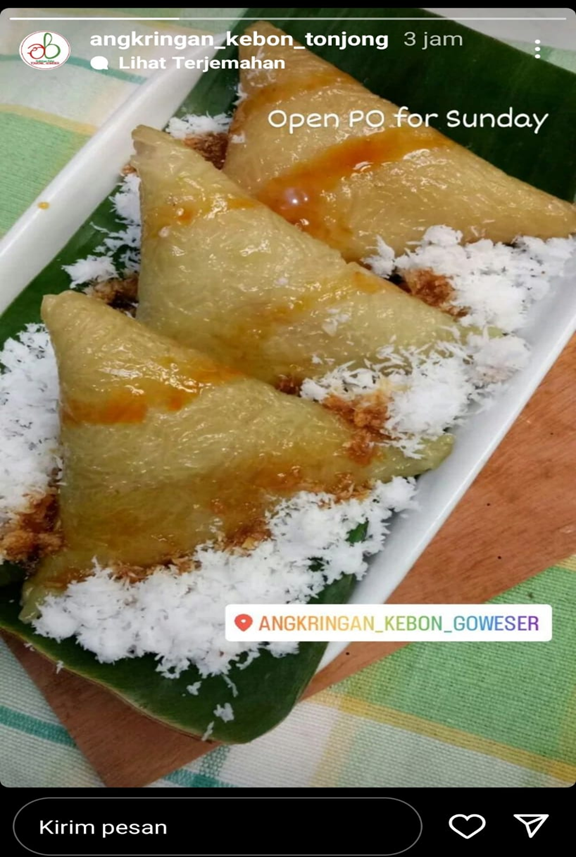 angkringan_kebon_tonjong 3 jam
Lihat Terjemahan
Open PO for Sunday
ANGKRINGAN_KEBON_GOWESER
Kirim pesan